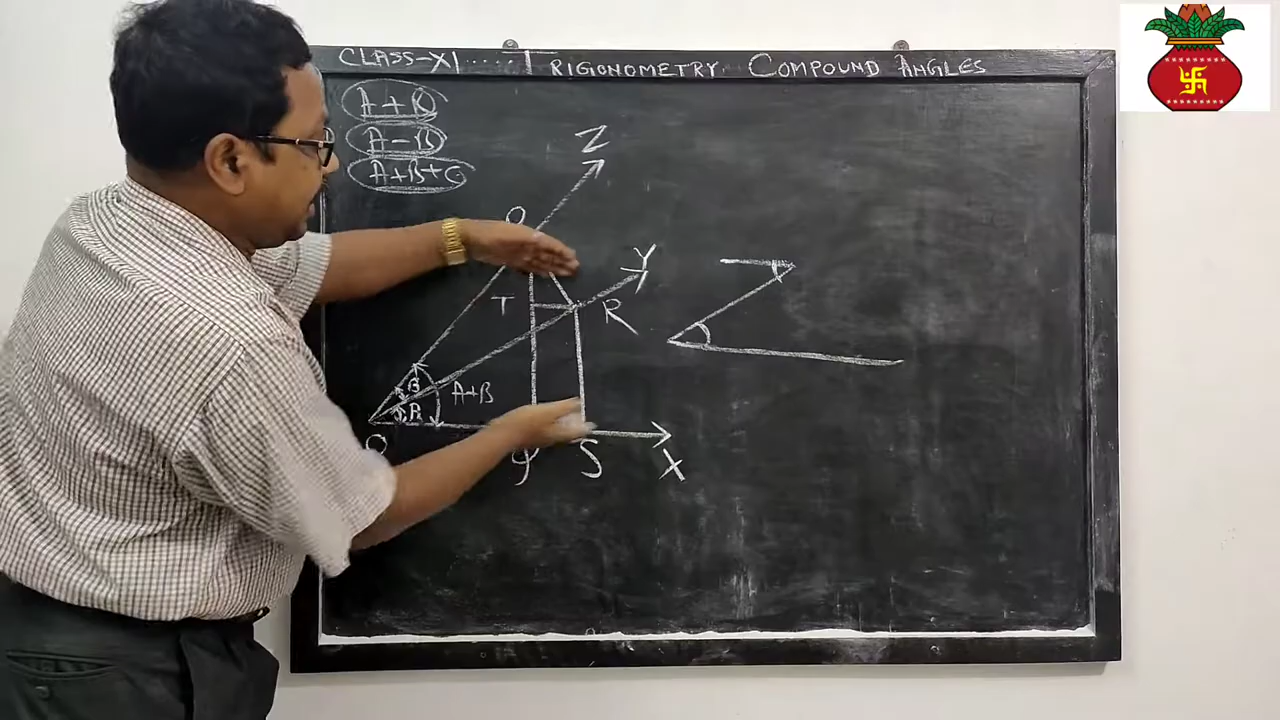 CLASS-XI.....TRIGONOMETRY. COMPOUND ANGLES
A+B
A-B
A+B+C
Z
Y
T
R
B
A
A+B
O
S
X